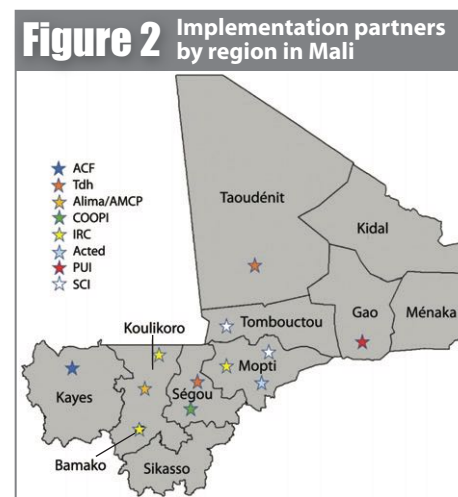 Figure 2 Implementation partners
by region in Mali
ACF
Tdh
Alima/AMCP
COOPI
IRC
Acted
PUI
SCI
Taoudénit
Kidal
Tombouctou
Gao
Ménaka
Koulikoro
Mopti
Kayes
Ségou
Bamako
Sikasso